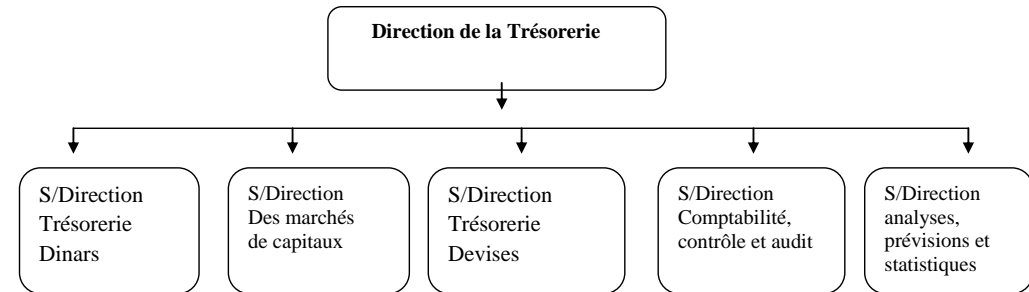 Direction de la Trésorerie
S/Direction
Trésorerie
Dinars
S/Direction
Des marchés
de capitaux
S/Direction
Trésorerie
Devises
S/Direction
Comptabilité,
contrôle et audit
S/Direction
analyses,
prévisions et
statistiques